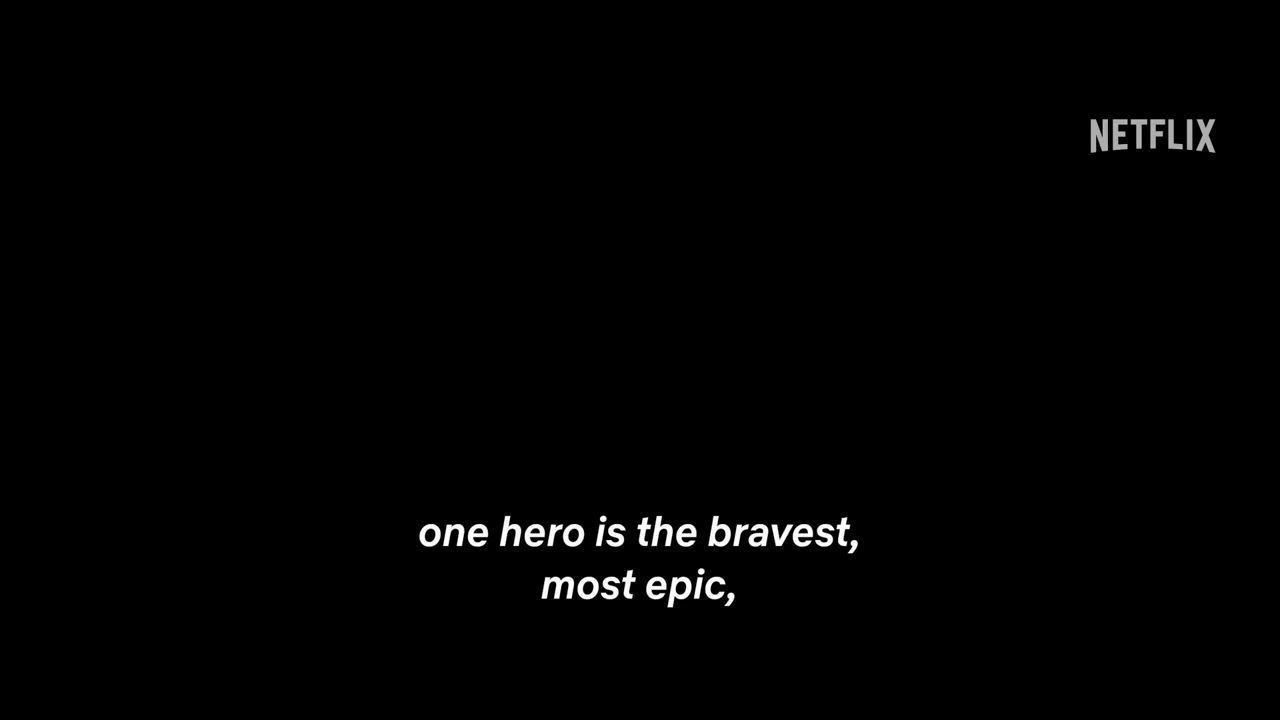 NETFLIX
one hero is the bravest,
most epic,